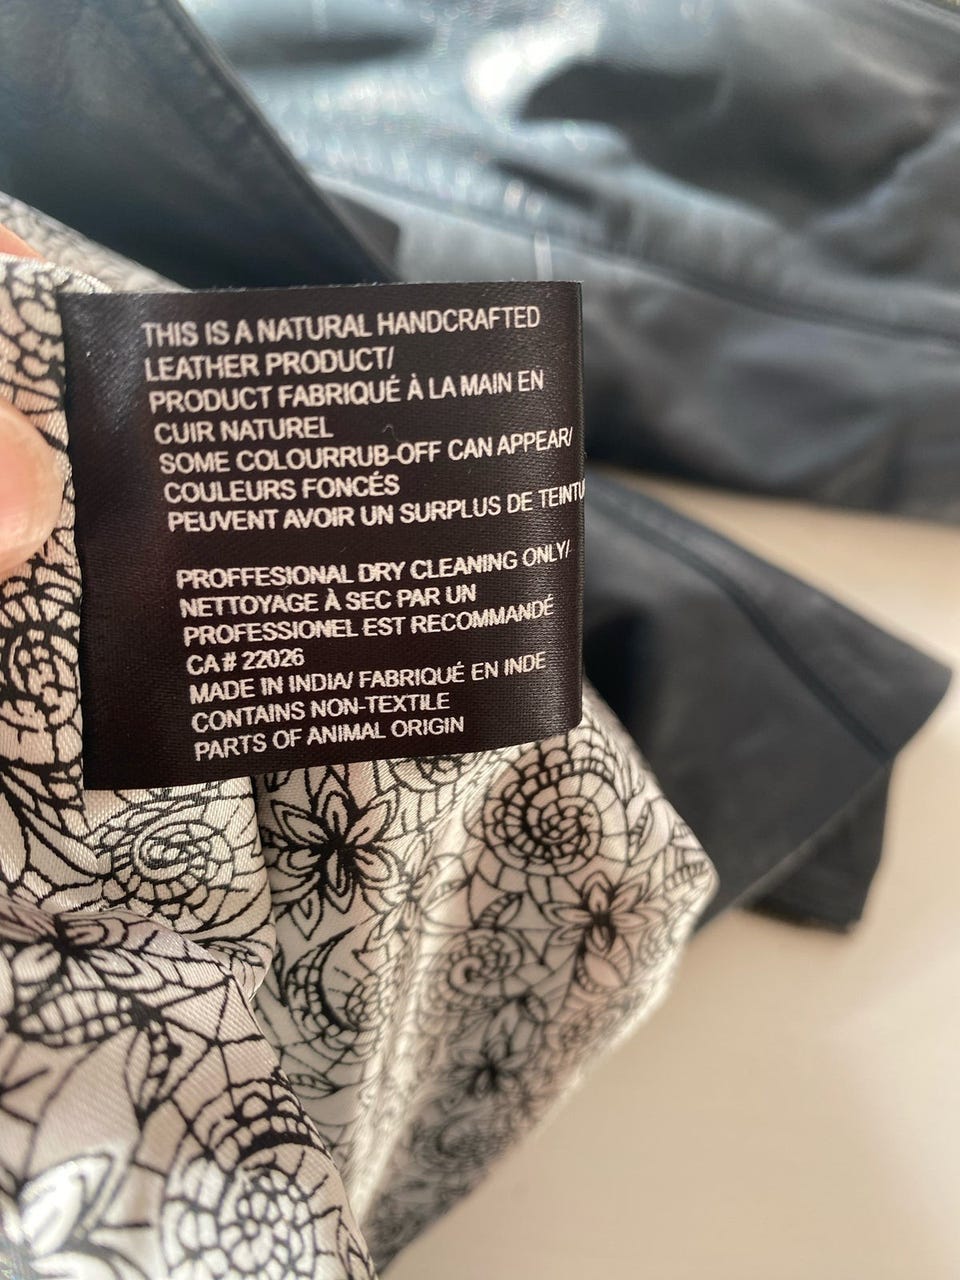 THIS IS A NATURAL HANDCRAFTED
LEATHER PRODUCT/
PRODUCT FABRIQUÉ À LA MAIN EN
CUIR NATUREL
SOME COLOURRUB-OFF CAN APPEAR/
COULEURS FONCÉS
PEUVENT AVOIR UN SURPLUS DE TEINTU
PROFFESIONAL DRY CLEANING ONLY/
NETTOYAGE À SEC PAR UN
PROFESSIONEL EST RECOMMANDÉ
CA # 22026
MADE IN INDIA/ FABRIQUÉ EN INDE
CONTAINS NON-TEXTILE
PARTS OF ANIMAL ORIGIN